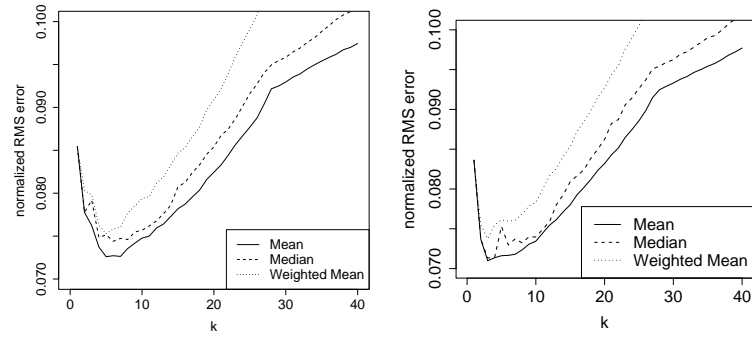 0.100
0.090
0.080
0.070
normalized RMS error
0 10 20 30 40
k
Mean
Median
Weighted Mean
0.100
0.090
0.080
0.070
normalized RMS error
0 10 20 30 40
k
Mean
Median
Weighted Mean